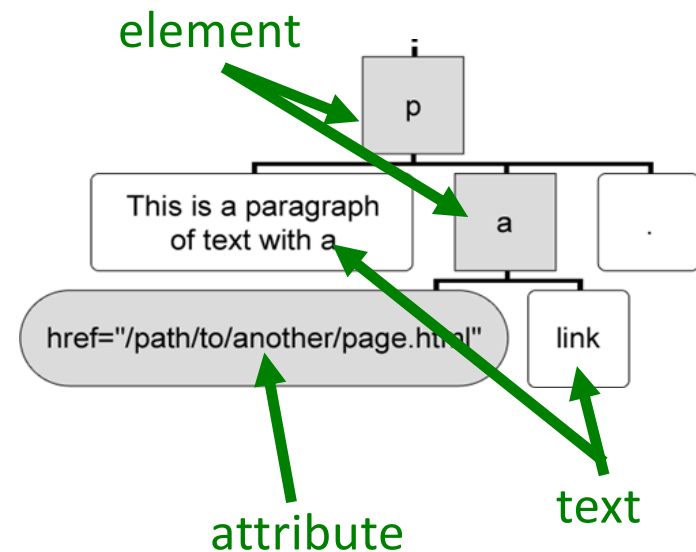 element
p
This is a paragraph
of text with a
a
.
href="/path/to/another/page.html"
link
text
attribute